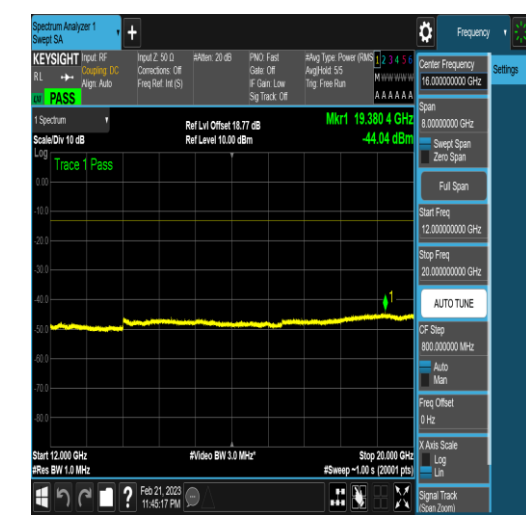 Spectrum Analyzer 1
Swept SA
+
Frequency
KEYSIGHT
RL
PASS
Input: RF
Coupling: DC
Align: Auto
Input Z: 50 Ω
Corrections: Off
Freq Ref: Int (S)
#Atten: 20 dB
PNO: Fast
Gate: Off
IF Gain: Low
Sig Track: Off
#Avg Type: Power (RMS
Avg|Hold: 5/5
Trig: Free Run
1 2 3 4 5 6
M W W W W W
A A A A A A
Center Frequency
16.000000000 GHz
Settings
Span
8.00000000 GHz
Swept Span
Zero Span
Full Span
Start Freq
12.000000000 GHz
Stop Freq
20.000000000 GHz
AUTO TUNE
CF Step
800.000000 MHz
Auto
Man
Freq Offset
0 Hz
X Axis Scale
Log
Lin
Signal Track
(Span Zoom)
1 Spectrum
Scale/Div 10 dB
Ref Lvl Offset 18.77 dB
Ref Level 10.00 dBm
Mkr1 19.380 4 GHz
-44.04 dBm
Log
Trace 1 Pass
0.00
-10.0
-20.0
-30.0
-40.0
-50.0
-60.0
-70.0
-80.0
1
Start 12.000 GHz
#Res BW 1.0 MHz
#Video BW 3.0 MHz*
Stop 20.000 GHz
#Sweep ~1.00 s (20001 pts)
?
Feb 21, 2023
11:45:17 PM